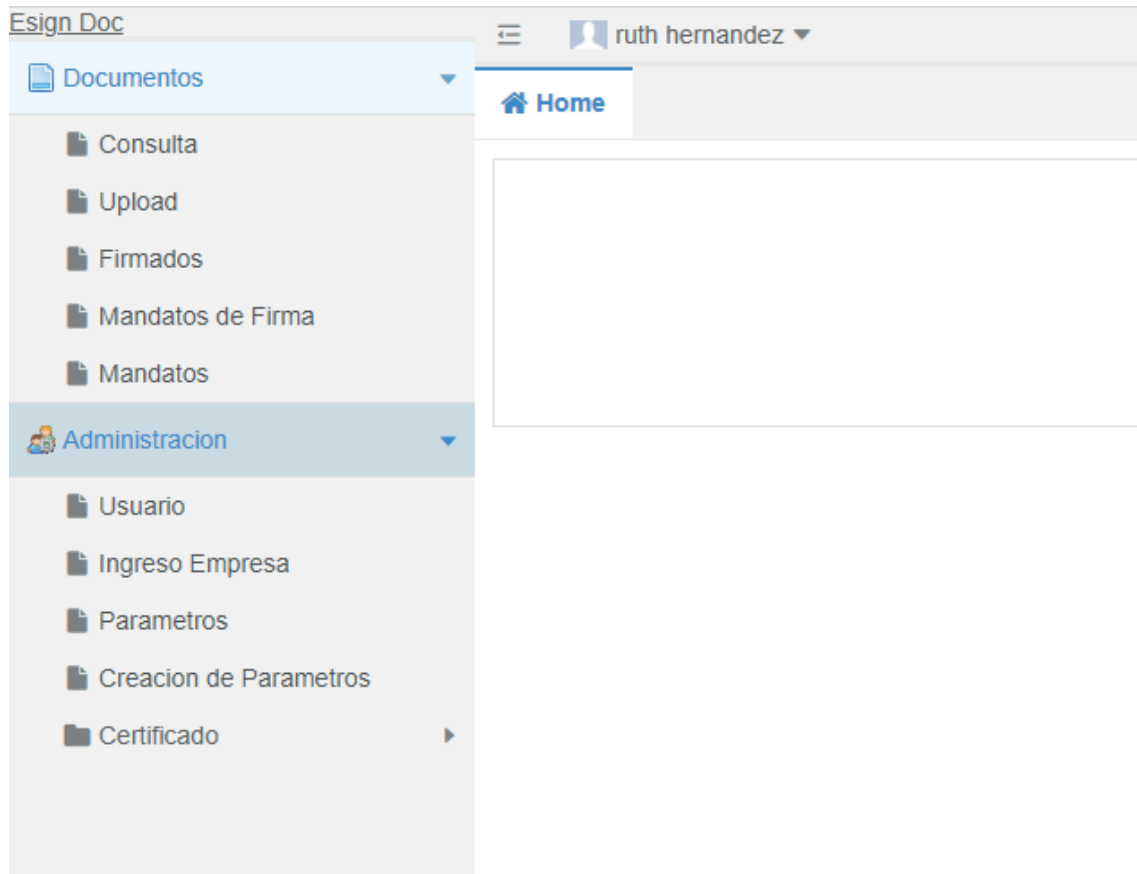 Esign Doc
ruth hernandez
Documentos
Home
Consulta
Upload
Firmados
Mandatos de Firma
Mandatos
Administracion
Usuario
Ingreso Empresa
Parametros
Creacion de Parametros
Certificado